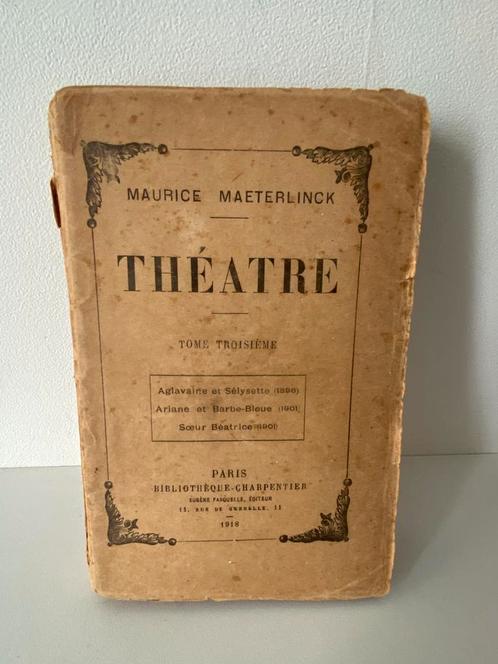 MAURICE MAETERLINCK
THÉATRE
TOME TROISIÈME
Aglavaine et Sélysette (1896)
Ariane et Barbe-Bleue (1901)
Sœur Béatrice (1901)
PARIS
BIBLIOTHÈQUE-CHARPENTIER
EUGÈNE FASQUELLE, ÉDITEUR
11, RUE DE GRENELLE, 11
1918